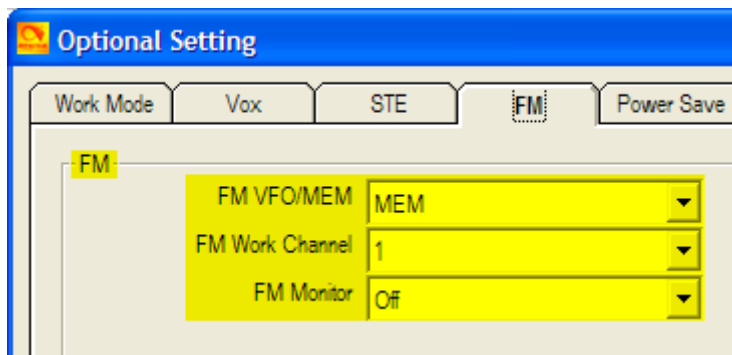 Optional Setting
Work Mode Vox STE FM Power Save
FM
FM VFO/MEM MEM
FM Work Channel 1
FM Monitor Off